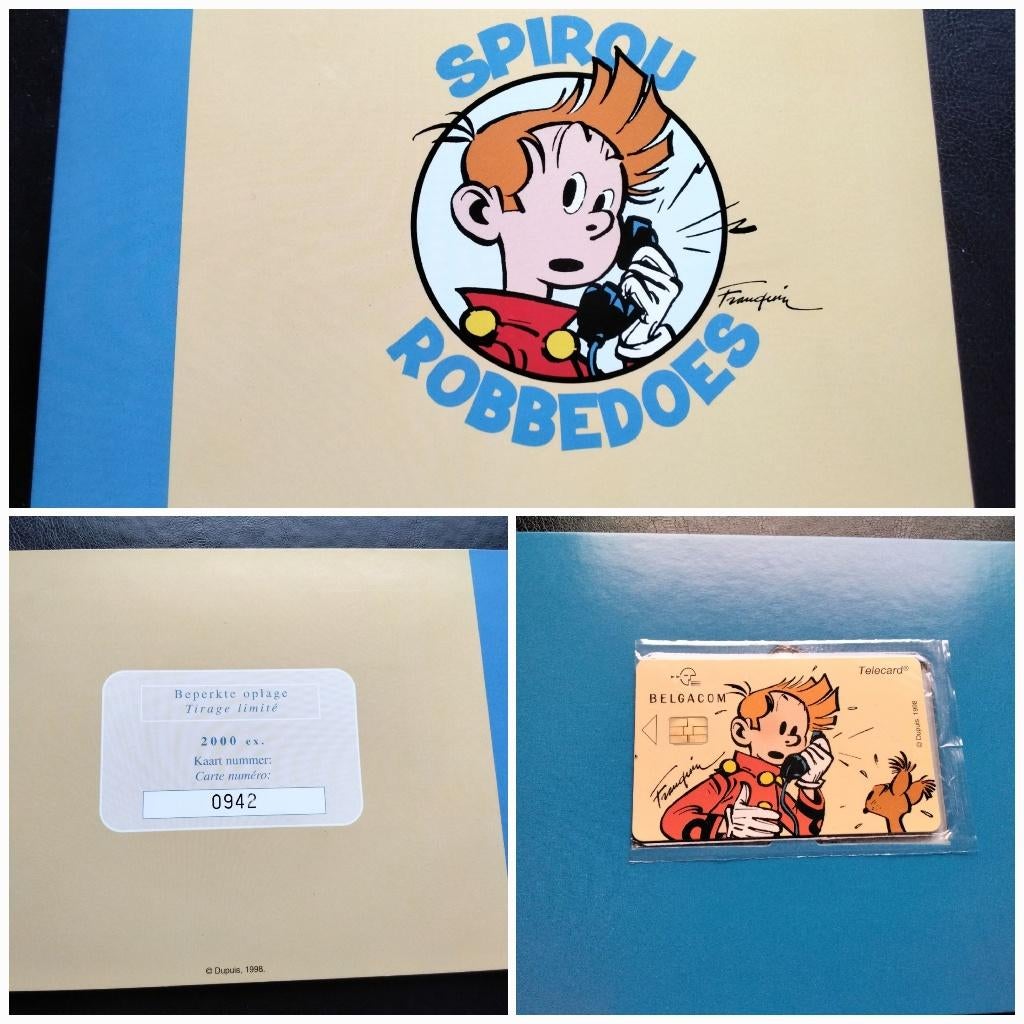 SPIROU
Franquin
ROBBEDOES
Beperkte oplage
Tirage limité
2000 ex.
Kaart nummer:
Carte numéro:
0942
© Dupuis, 1998.
Telecard®
BELGACOM
© Dupuis, 1998
Franquin